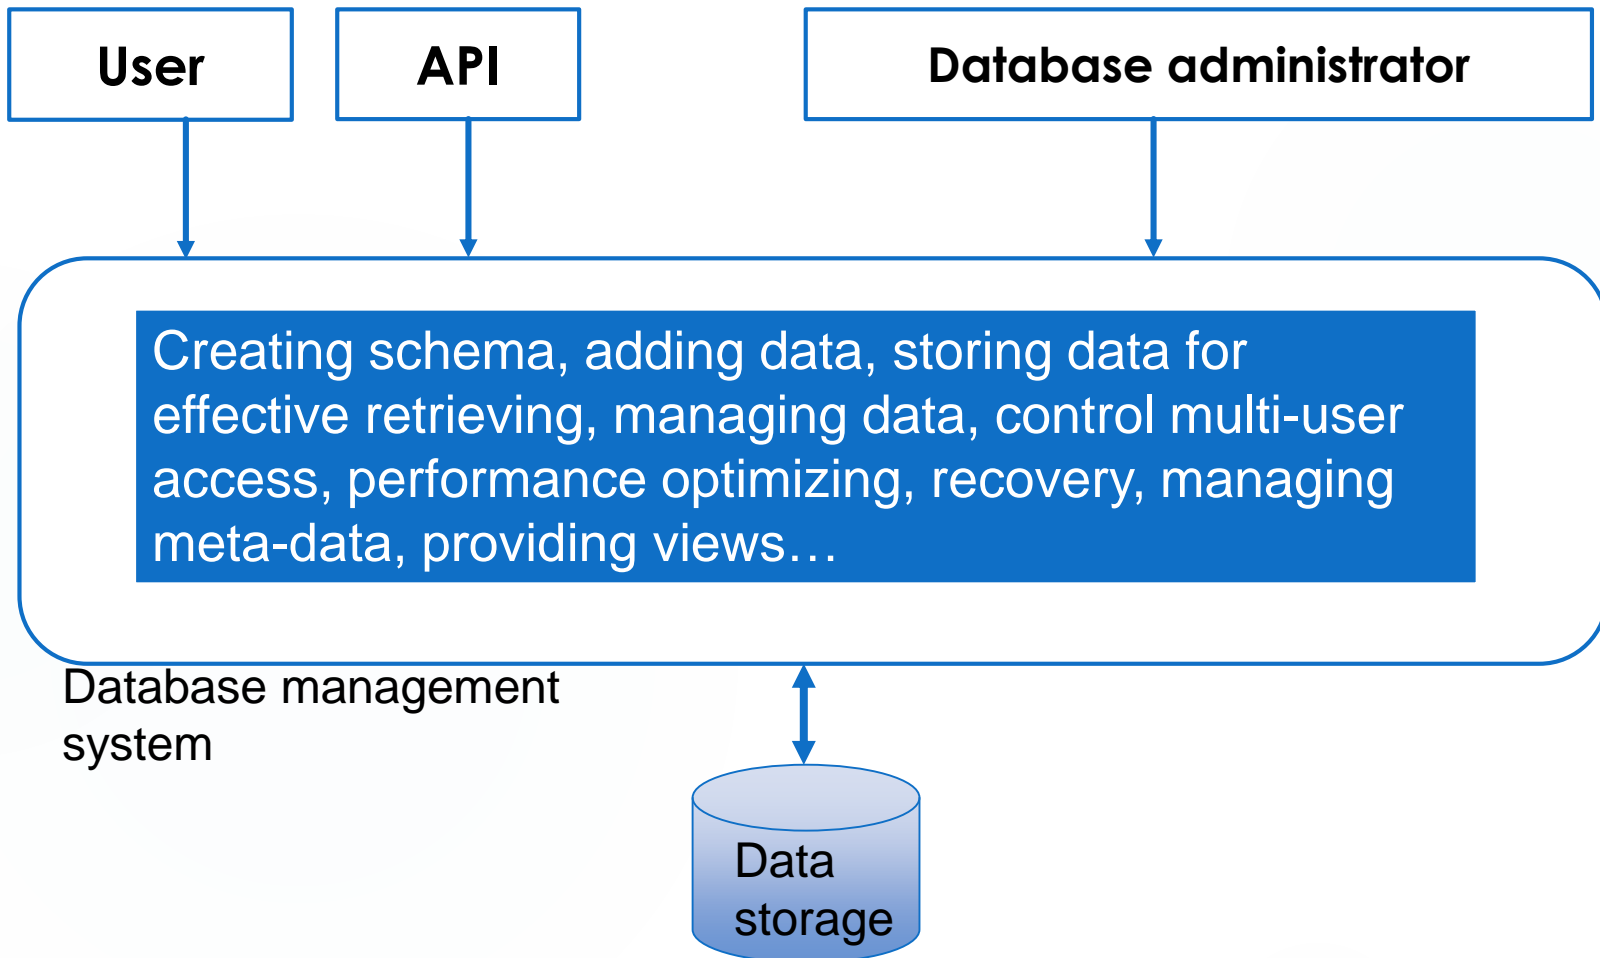 User
API
Database administrator
Creating schema, adding data, storing data for
effective retrieving, managing data, control multi-user
access, performance optimizing, recovery, managing
meta-data, providing views…
Database management
system
Data
storage